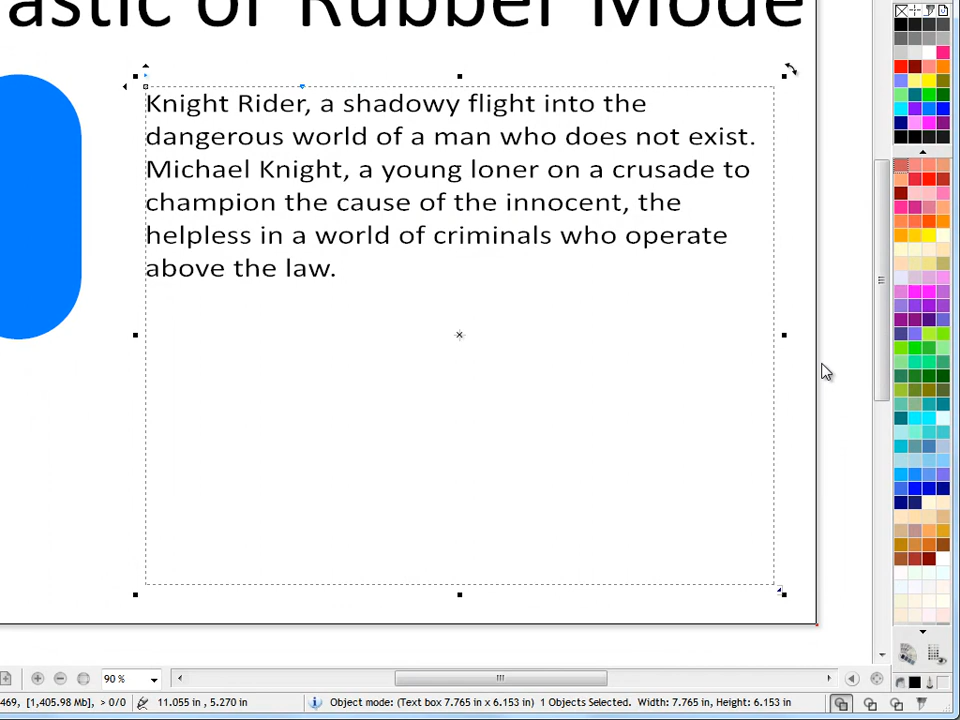 astic or Rubber Mode
Knight Rider, a shadowy flight into the
dangerous world of a man who does not exist.
Michael Knight, a young loner on a crusade to
champion the cause of the innocent, the
helpless in a world of criminals who operate
above the law.
90 %
469, [1,405.98 Mb], > 0/0 11.055 in , 5.270 in Object mode: (Text box 7.765 in x 6.153 in) 1 Objects Selected. Width: 7.765 in, Height: 6.153 in